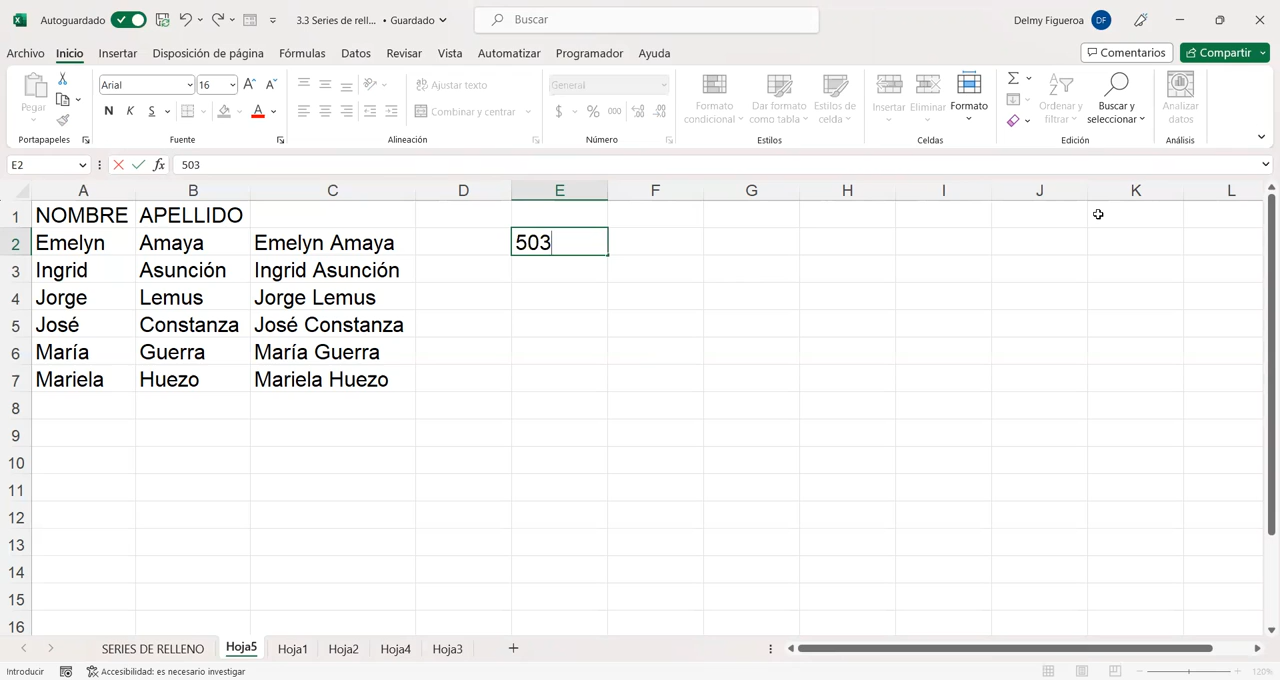 Autoguardado 3.3 Series de rell... • Guardado Buscar Delmy Figueroa DF
Archivo Inicio Insertar Disposición de página Fórmulas Datos Revisar Vista Automatizar Programador Ayuda Comentarios Compartir
Pegar Arial 16 A^ A˅ Ajustar texto General Formato condicional Dar formato como tabla Estilos de celda Insertar Eliminar Formato Ordenar y filtrar Buscar y seleccionar Analizar datos
N K S A Combinar y centrar $ % 000
Portapapeles Fuente Alineación Número Estilos Celdas Edición Análisis
E2 fx 503
A B C D E F G H I J K L
1 NOMBRE APELLIDO
2 Emelyn Amaya Emelyn Amaya 503
3 Ingrid Asunción Ingrid Asunción
4 Jorge Lemus Jorge Lemus
5 José Constanza José Constanza
6 María Guerra María Guerra
7 Mariela Huezo Mariela Huezo
8
9
10
11
12
13
14
15
16
SERIES DE RELLENO Hoja5 Hoja1 Hoja2 Hoja4 Hoja3 +
Introducir Accesibilidad: es necesario investigar 120%